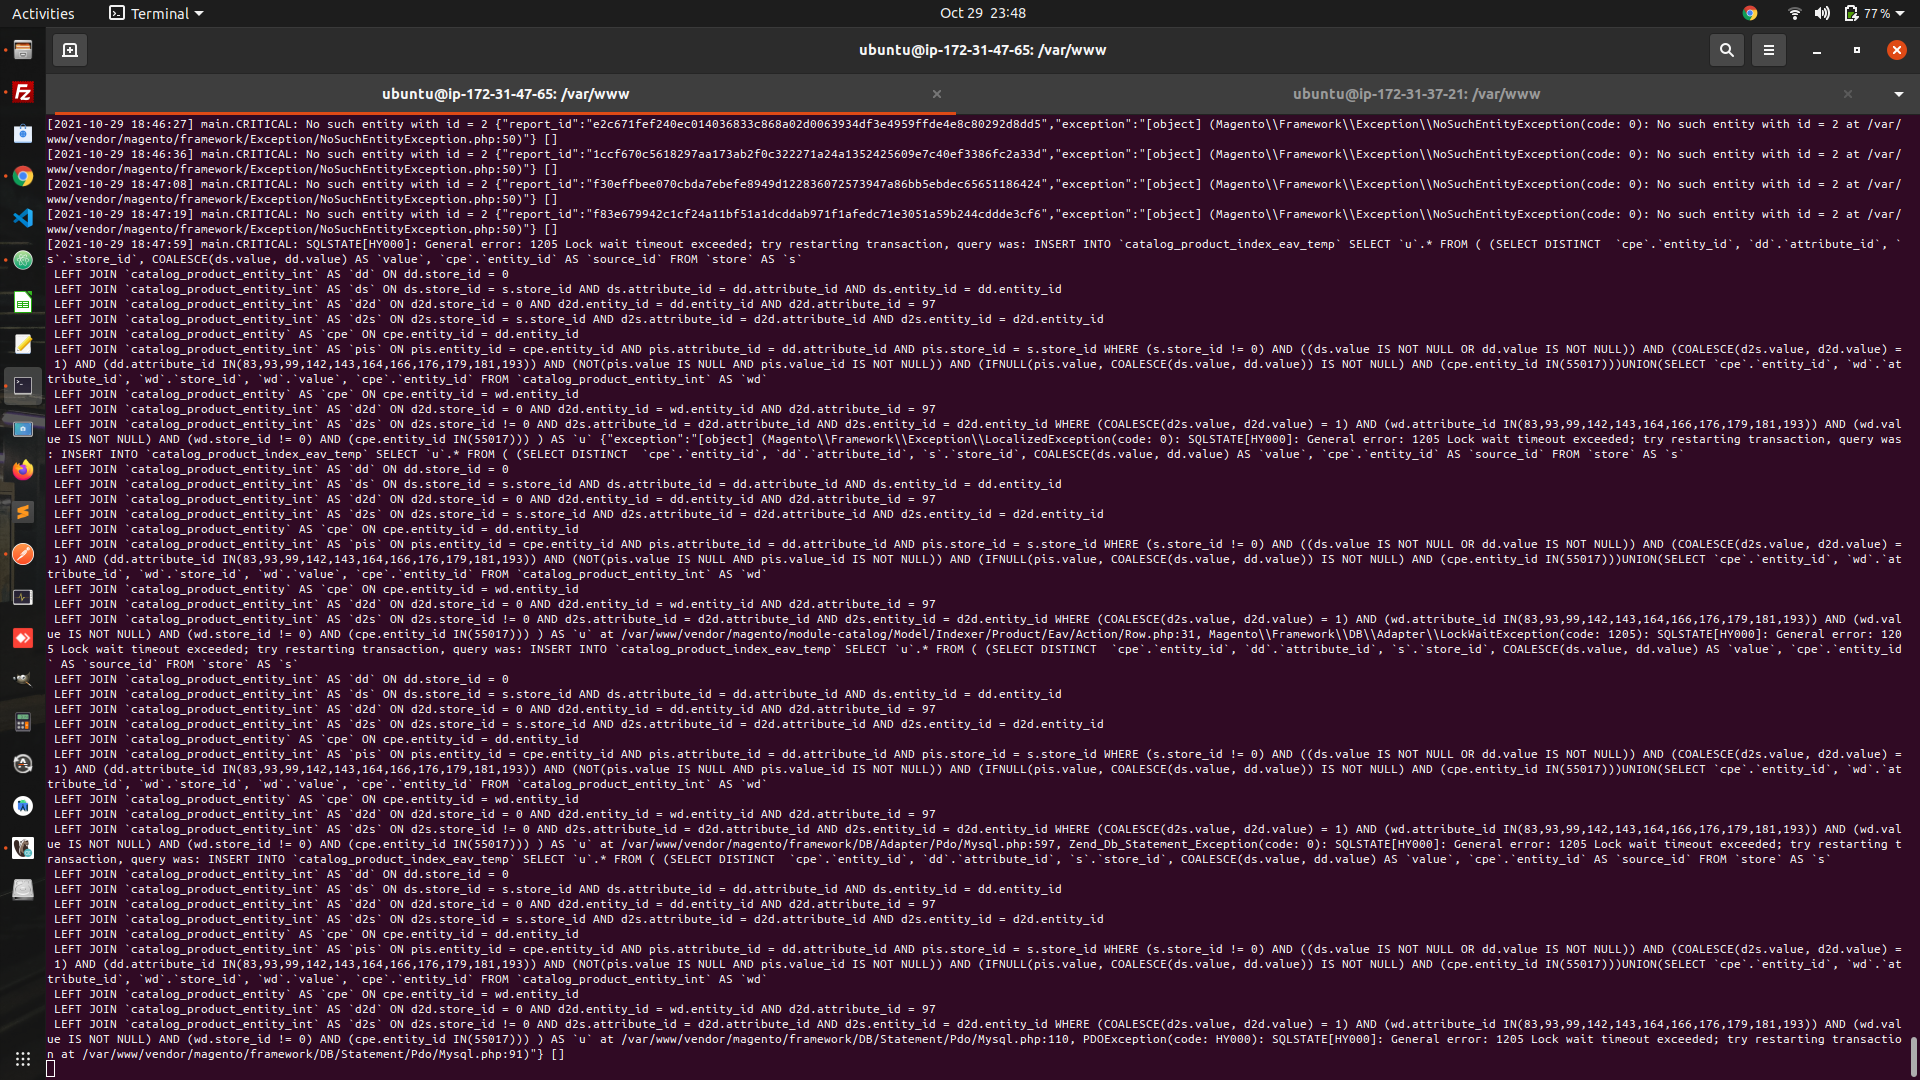 Activities
Terminal
Oct 29 23:48
77 %
ubuntu@ip-172-31-47-65: /var/www
ubuntu@ip-172-31-47-65: /var/www
ubuntu@ip-172-31-37-21: /var/www
[2021-10-29 18:46:27] main.CRITICAL: No such entity with id = 2 {"report_id":"e2c671fef240ec014036833c868a02d0063934df3e4959ffde4e8c80292d8dd5","exception":"[object] (Magento\\Framework\\Exception\\NoSuchEntityException(code: 0): No such entity with id = 2 at /var/
www/vendor/magento/framework/Exception/NoSuchEntityException.php:50)"} []
[2021-10-29 18:46:36] main.CRITICAL: No such entity with id = 2 {"report_id":"1ccf670c5618297aa173ab2f0c322271a24a1352425609e7c40ef3386fc2a33d","exception":"[object] (Magento\\Framework\\Exception\\NoSuchEntityException(code: 0): No such entity with id = 2 at /var/
www/vendor/magento/framework/Exception/NoSuchEntityException.php:50)"} []
[2021-10-29 18:47:08] main.CRITICAL: No such entity with id = 2 {"report_id":"f30effbee070cbda7ebefe8949d122836072573947a86bb5ebdec65651186424","exception":"[object] (Magento\\Framework\\Exception\\NoSuchEntityException(code: 0): No such entity with id = 2 at /var/
www/vendor/magento/framework/Exception/NoSuchEntityException.php:50)"} []
[2021-10-29 18:47:19] main.CRITICAL: No such entity with id = 2 {"report_id":"f83e679942c1cf24a11bf51a1dcddab971f1afedc71e3051a59b244cddde3cf6","exception":"[object] (Magento\\Framework\\Exception\\NoSuchEntityException(code: 0): No such entity with id = 2 at /var/
www/vendor/magento/framework/Exception/NoSuchEntityException.php:50)"} []
[2021-10-29 18:47:59] main.CRITICAL: SQLSTATE[HY000]: General error: 1205 Lock wait timeout exceeded; try restarting transaction, query was: INSERT INTO `catalog_product_index_eav_temp` SELECT `u`.* FROM ( (SELECT DISTINCT  `cpe`.`entity_id`, `dd`.`attribute_id`, `
s`.`store_id`, COALESCE(ds.value, dd.value) AS `value`, `cpe`.`entity_id` AS `source_id` FROM `store` AS `s`
LEFT JOIN `catalog_product_entity_int` AS `dd` ON dd.store_id = 0
LEFT JOIN `catalog_product_entity_int` AS `ds` ON ds.store_id = s.store_id AND ds.attribute_id = dd.attribute_id AND ds.entity_id = dd.entity_id
LEFT JOIN `catalog_product_entity_int` AS `d2d` ON d2d.store_id = 0 AND d2d.entity_id = dd.entity_id AND d2d.attribute_id = 97
LEFT JOIN `catalog_product_entity_int` AS `d2s` ON d2s.store_id = s.store_id AND d2s.attribute_id = d2d.attribute_id AND d2s.entity_id = d2d.entity_id
LEFT JOIN `catalog_product_entity` AS `cpe` ON cpe.entity_id = dd.entity_id
LEFT JOIN `catalog_product_entity_int` AS `pis` ON pis.entity_id = cpe.entity_id AND pis.attribute_id = dd.attribute_id AND pis.store_id = s.store_id WHERE (s.store_id != 0) AND ((ds.value IS NOT NULL OR dd.value IS NOT NULL)) AND (COALESCE(d2s.value, d2d.value) =
1) AND (dd.attribute_id IN(83,93,99,142,143,164,166,176,179,181,193)) AND (NOT(pis.value IS NULL AND pis.value_id IS NOT NULL)) AND (IFNULL(pis.value, COALESCE(ds.value, dd.value)) IS NOT NULL) AND (cpe.entity_id IN(55017)))UNION(SELECT `cpe`.`entity_id`, `wd`.`at
tribute_id`, `wd`.`store_id`, `wd`.`value`, `cpe`.`entity_id` FROM `catalog_product_entity_int` AS `wd`
LEFT JOIN `catalog_product_entity` AS `cpe` ON cpe.entity_id = wd.entity_id
LEFT JOIN `catalog_product_entity_int` AS `d2d` ON d2d.store_id = 0 AND d2d.entity_id = wd.entity_id AND d2d.attribute_id = 97
LEFT JOIN `catalog_product_entity_int` AS `d2s` ON d2s.store_id != 0 AND d2s.attribute_id = d2d.attribute_id AND d2s.entity_id = d2d.entity_id WHERE (COALESCE(d2s.value, d2d.value) = 1) AND (wd.attribute_id IN(83,93,99,142,143,164,166,176,179,181,193)) AND (wd.val
ue IS NOT NULL) AND (wd.store_id != 0) AND (cpe.entity_id IN(55017))) ) AS `u` {"exception":"[object] (Magento\\Framework\\Exception\\LocalizedException(code: 0): SQLSTATE[HY000]: General error: 1205 Lock wait timeout exceeded; try restarting transaction, query was
: INSERT INTO `catalog_product_index_eav_temp` SELECT `u`.* FROM ( (SELECT DISTINCT  `cpe`.`entity_id`, `dd`.`attribute_id`, `s`.`store_id`, COALESCE(ds.value, dd.value) AS `value`, `cpe`.`entity_id` AS `source_id` FROM `store` AS `s`
LEFT JOIN `catalog_product_entity_int` AS `dd` ON dd.store_id = 0
LEFT JOIN `catalog_product_entity_int` AS `ds` ON ds.store_id = s.store_id AND ds.attribute_id = dd.attribute_id AND ds.entity_id = dd.entity_id
LEFT JOIN `catalog_product_entity_int` AS `d2d` ON d2d.store_id = 0 AND d2d.entity_id = dd.entity_id AND d2d.attribute_id = 97
LEFT JOIN `catalog_product_entity_int` AS `d2s` ON d2s.store_id = s.store_id AND d2s.attribute_id = d2d.attribute_id AND d2s.entity_id = d2d.entity_id
LEFT JOIN `catalog_product_entity` AS `cpe` ON cpe.entity_id = dd.entity_id
LEFT JOIN `catalog_product_entity_int` AS `pis` ON pis.entity_id = cpe.entity_id AND pis.attribute_id = dd.attribute_id AND pis.store_id = s.store_id WHERE (s.store_id != 0) AND ((ds.value IS NOT NULL OR dd.value IS NOT NULL)) AND (COALESCE(d2s.value, d2d.value) =
1) AND (dd.attribute_id IN(83,93,99,142,143,164,166,176,179,181,193)) AND (NOT(pis.value IS NULL AND pis.value_id IS NOT NULL)) AND (IFNULL(pis.value, COALESCE(ds.value, dd.value)) IS NOT NULL) AND (cpe.entity_id IN(55017)))UNION(SELECT `cpe`.`entity_id`, `wd`.`at
tribute_id`, `wd`.`store_id`, `wd`.`value`, `cpe`.`entity_id` FROM `catalog_product_entity_int` AS `wd`
LEFT JOIN `catalog_product_entity` AS `cpe` ON cpe.entity_id = wd.entity_id
LEFT JOIN `catalog_product_entity_int` AS `d2d` ON d2d.store_id = 0 AND d2d.entity_id = wd.entity_id AND d2d.attribute_id = 97
LEFT JOIN `catalog_product_entity_int` AS `d2s` ON d2s.store_id != 0 AND d2s.attribute_id = d2d.attribute_id AND d2s.entity_id = d2d.entity_id WHERE (COALESCE(d2s.value, d2d.value) = 1) AND (wd.attribute_id IN(83,93,99,142,143,164,166,176,179,181,193)) AND (wd.val
ue IS NOT NULL) AND (wd.store_id != 0) AND (cpe.entity_id IN(55017))) ) AS `u` at /var/www/vendor/magento/module-catalog/Model/Indexer/Product/Eav/Action/Row.php:31, Magento\\Framework\\DB\\Adapter\\LockWaitException(code: 1205): SQLSTATE[HY000]: General error: 120
5 Lock wait timeout exceeded; try restarting transaction, query was: INSERT INTO `catalog_product_index_eav_temp` SELECT `u`.* FROM ( (SELECT DISTINCT  `cpe`.`entity_id`, `dd`.`attribute_id`, `s`.`store_id`, COALESCE(ds.value, dd.value) AS `value`, `cpe`.`entity_id
` AS `source_id` FROM `store` AS `s`
LEFT JOIN `catalog_product_entity_int` AS `dd` ON dd.store_id = 0
LEFT JOIN `catalog_product_entity_int` AS `ds` ON ds.store_id = s.store_id AND ds.attribute_id = dd.attribute_id AND ds.entity_id = dd.entity_id
LEFT JOIN `catalog_product_entity_int` AS `d2d` ON d2d.store_id = 0 AND d2d.entity_id = dd.entity_id AND d2d.attribute_id = 97
LEFT JOIN `catalog_product_entity_int` AS `d2s` ON d2s.store_id = s.store_id AND d2s.attribute_id = d2d.attribute_id AND d2s.entity_id = d2d.entity_id
LEFT JOIN `catalog_product_entity` AS `cpe` ON cpe.entity_id = dd.entity_id
LEFT JOIN `catalog_product_entity_int` AS `pis` ON pis.entity_id = cpe.entity_id AND pis.attribute_id = dd.attribute_id AND pis.store_id = s.store_id WHERE (s.store_id != 0) AND ((ds.value IS NOT NULL OR dd.value IS NOT NULL)) AND (COALESCE(d2s.value, d2d.value) =
1) AND (dd.attribute_id IN(83,93,99,142,143,164,166,176,179,181,193)) AND (NOT(pis.value IS NULL AND pis.value_id IS NOT NULL)) AND (IFNULL(pis.value, COALESCE(ds.value, dd.value)) IS NOT NULL) AND (cpe.entity_id IN(55017)))UNION(SELECT `cpe`.`entity_id`, `wd`.`at
tribute_id`, `wd`.`store_id`, `wd`.`value`, `cpe`.`entity_id` FROM `catalog_product_entity_int` AS `wd`
LEFT JOIN `catalog_product_entity` AS `cpe` ON cpe.entity_id = wd.entity_id
LEFT JOIN `catalog_product_entity_int` AS `d2d` ON d2d.store_id = 0 AND d2d.entity_id = wd.entity_id AND d2d.attribute_id = 97
LEFT JOIN `catalog_product_entity_int` AS `d2s` ON d2s.store_id != 0 AND d2s.attribute_id = d2d.attribute_id AND d2s.entity_id = d2d.entity_id WHERE (COALESCE(d2s.value, d2d.value) = 1) AND (wd.attribute_id IN(83,93,99,142,143,164,166,176,179,181,193)) AND (wd.val
ue IS NOT NULL) AND (wd.store_id != 0) AND (cpe.entity_id IN(55017))) ) AS `u` at /var/www/vendor/magento/framework/DB/Adapter/Pdo/Mysql.php:597, Zend_Db_Statement_Exception(code: 0): SQLSTATE[HY000]: General error: 1205 Lock wait timeout exceeded; try restarting t
ransaction, query was: INSERT INTO `catalog_product_index_eav_temp` SELECT `u`.* FROM ( (SELECT DISTINCT  `cpe`.`entity_id`, `dd`.`attribute_id`, `s`.`store_id`, COALESCE(ds.value, dd.value) AS `value`, `cpe`.`entity_id` AS `source_id` FROM `store` AS `s`
LEFT JOIN `catalog_product_entity_int` AS `dd` ON dd.store_id = 0
LEFT JOIN `catalog_product_entity_int` AS `ds` ON ds.store_id = s.store_id AND ds.attribute_id = dd.attribute_id AND ds.entity_id = dd.entity_id
LEFT JOIN `catalog_product_entity_int` AS `d2d` ON d2d.store_id = 0 AND d2d.entity_id = dd.entity_id AND d2d.attribute_id = 97
LEFT JOIN `catalog_product_entity_int` AS `d2s` ON d2s.store_id = s.store_id AND d2s.attribute_id = d2d.attribute_id AND d2s.entity_id = d2d.entity_id
LEFT JOIN `catalog_product_entity` AS `cpe` ON cpe.entity_id = dd.entity_id
LEFT JOIN `catalog_product_entity_int` AS `pis` ON pis.entity_id = cpe.entity_id AND pis.attribute_id = dd.attribute_id AND pis.store_id = s.store_id WHERE (s.store_id != 0) AND ((ds.value IS NOT NULL OR dd.value IS NOT NULL)) AND (COALESCE(d2s.value, d2d.value) =
1) AND (dd.attribute_id IN(83,93,99,142,143,164,166,176,179,181,193)) AND (NOT(pis.value IS NULL AND pis.value_id IS NOT NULL)) AND (IFNULL(pis.value, COALESCE(ds.value, dd.value)) IS NOT NULL) AND (cpe.entity_id IN(55017)))UNION(SELECT `cpe`.`entity_id`, `wd`.`at
tribute_id`, `wd`.`store_id`, `wd`.`value`, `cpe`.`entity_id` FROM `catalog_product_entity_int` AS `wd`
LEFT JOIN `catalog_product_entity` AS `cpe` ON cpe.entity_id = wd.entity_id
LEFT JOIN `catalog_product_entity_int` AS `d2d` ON d2d.store_id = 0 AND d2d.entity_id = wd.entity_id AND d2d.attribute_id = 97
LEFT JOIN `catalog_product_entity_int` AS `d2s` ON d2s.store_id != 0 AND d2s.attribute_id = d2d.attribute_id AND d2s.entity_id = d2d.entity_id WHERE (COALESCE(d2s.value, d2d.value) = 1) AND (wd.attribute_id IN(83,93,99,142,143,164,166,176,179,181,193)) AND (wd.val
ue IS NOT NULL) AND (wd.store_id != 0) AND (cpe.entity_id IN(55017))) ) AS `u` at /var/www/vendor/magento/framework/DB/Statement/Pdo/Mysql.php:110, PDOException(code: HY000): SQLSTATE[HY000]: General error: 1205 Lock wait timeout exceeded; try restarting transactio
n at /var/www/vendor/magento/framework/DB/Statement/Pdo/Mysql.php:91)"} []